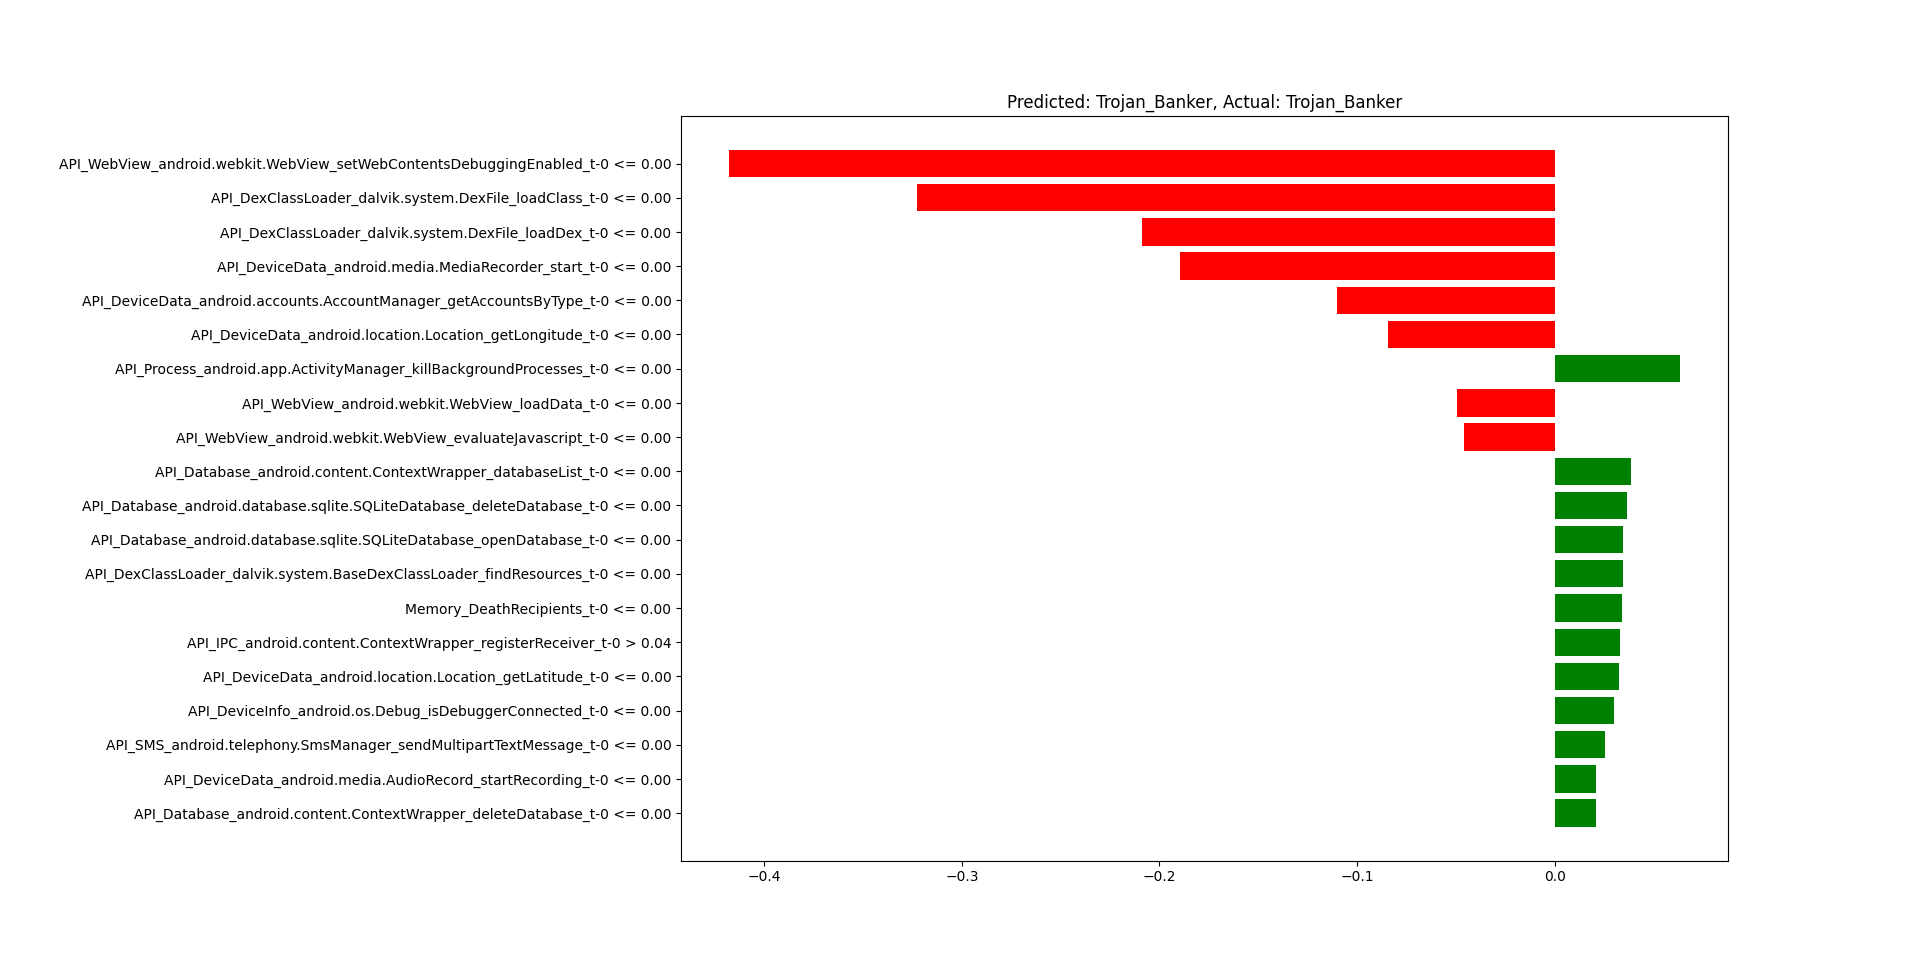 Predicted: Trojan_Banker, Actual: Trojan_Banker
API_WebView_android.webkit.WebView_setWebContentsDebuggingEnabled_t-0 <= 0.00
API_DexClassLoader_dalvik.system.DexFile_loadClass_t-0 <= 0.00
API_DexClassLoader_dalvik.system.DexFile_loadDex_t-0 <= 0.00
API_DeviceData_android.media.MediaRecorder_start_t-0 <= 0.00
API_DeviceData_android.accounts.AccountManager_getAccountsByType_t-0 <= 0.00
API_DeviceData_android.location.Location_getLongitude_t-0 <= 0.00
API_Process_android.app.ActivityManager_killBackgroundProcesses_t-0 <= 0.00
API_WebView_android.webkit.WebView_loadData_t-0 <= 0.00
API_WebView_android.webkit.WebView_evaluateJavascript_t-0 <= 0.00
API_Database_android.content.ContextWrapper_databaseList_t-0 <= 0.00
API_Database_android.database.sqlite.SQLiteDatabase_deleteDatabase_t-0 <= 0.00
API_Database_android.database.sqlite.SQLiteDatabase_openDatabase_t-0 <= 0.00
API_DexClassLoader_dalvik.system.BaseDexClassLoader_findResources_t-0 <= 0.00
Memory_DeathRecipients_t-0 <= 0.00
API_IPC_android.content.ContextWrapper_registerReceiver_t-0 > 0.04
API_DeviceData_android.location.Location_getLatitude_t-0 <= 0.00
API_DeviceInfo_android.os.Debug_isDebuggerConnected_t-0 <= 0.00
API_SMS_android.telephony.SmsManager_sendMultipartTextMessage_t-0 <= 0.00
API_DeviceData_android.media.AudioRecord_startRecording_t-0 <= 0.00
API_Database_android.content.ContextWrapper_deleteDatabase_t-0 <= 0.00
−0.4 −0.3 −0.2 −0.1 0.0